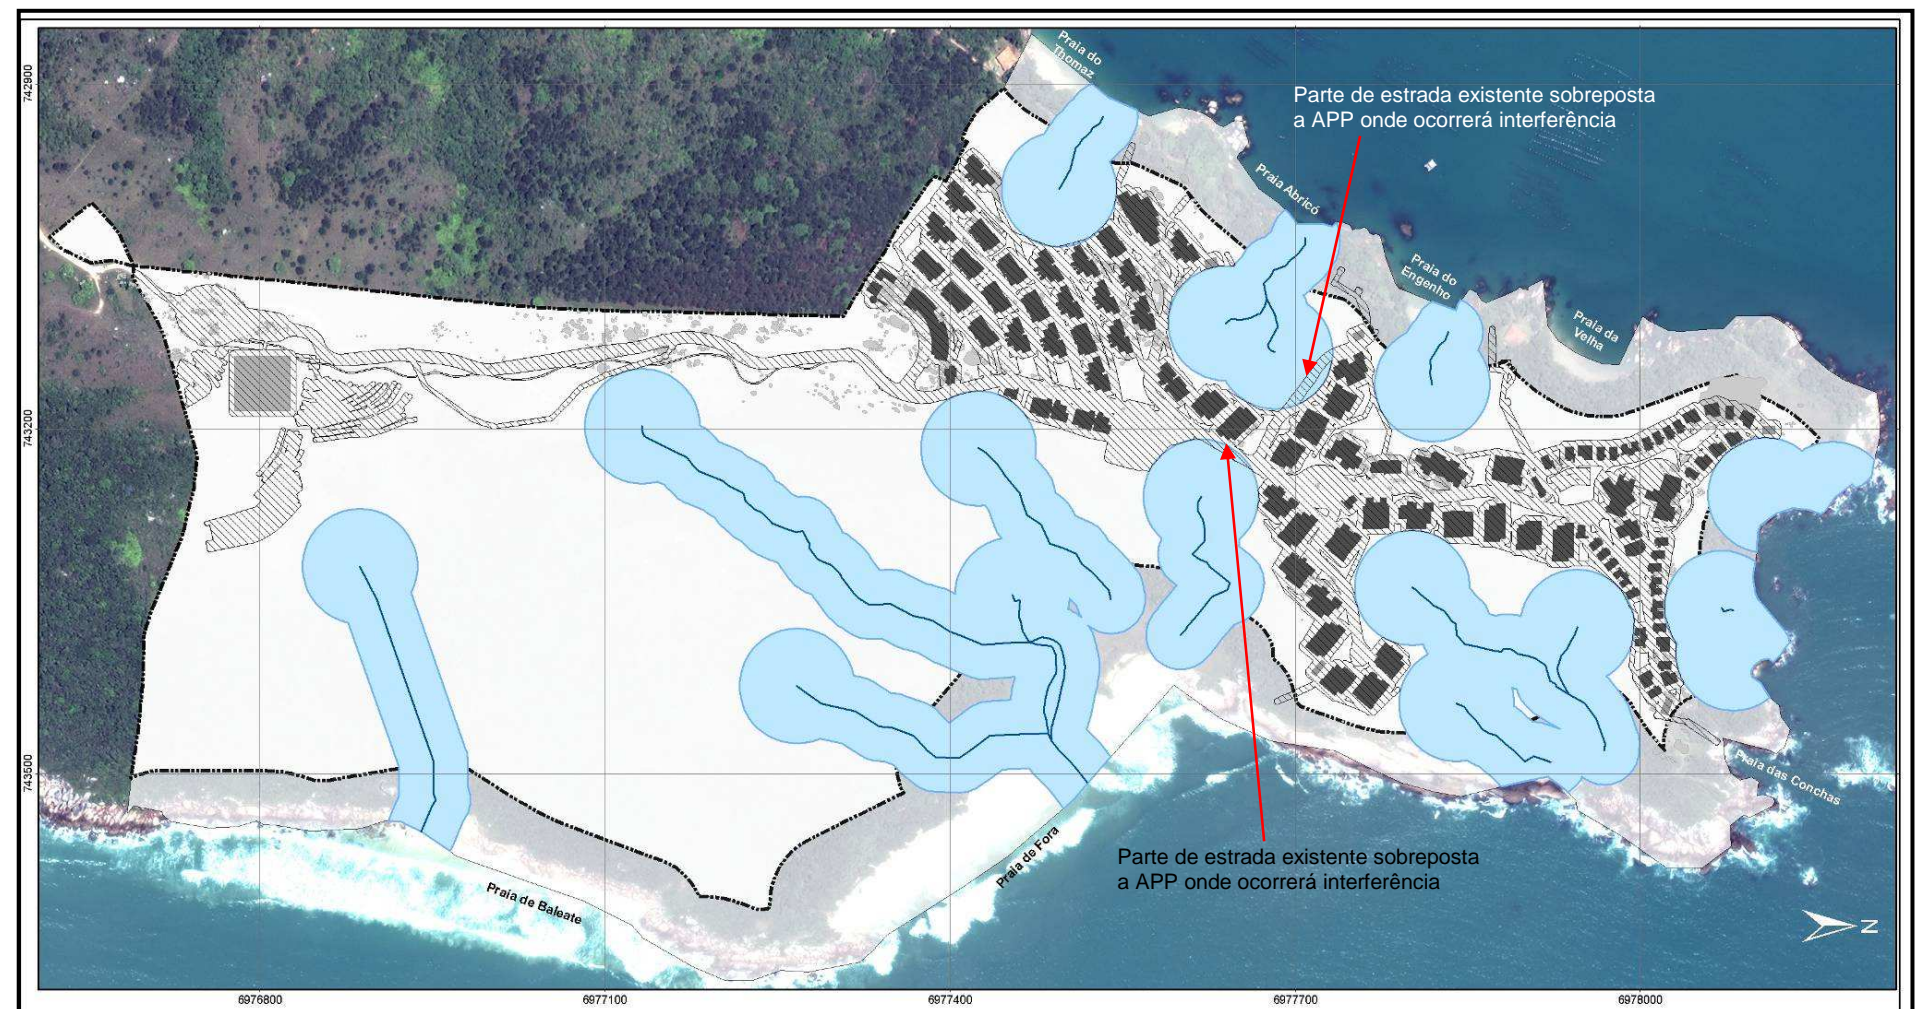 Praia do
Thomaz
Parte de estrada existente sobreposta
a APP onde ocorrerá interferência
Praia Abricó
Praia do
Engenho
Praia da
Velha
742900
743200
743500
Praia das Conchas
Parte de estrada existente sobreposta
a APP onde ocorrerá interferência
Praia de Fora
Praia de Baleate
N
6976800
6977100
6977400
6977700
6978000